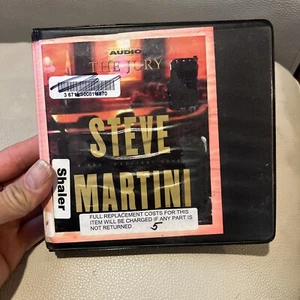 AUDIO
THE JURY
STEVE
MARTINI
Shaler
FULL REPLACEMENT COSTS FOR THIS
ITEM WILL BE CHARGED IF ANY PART IS
NOT RETURNED
5